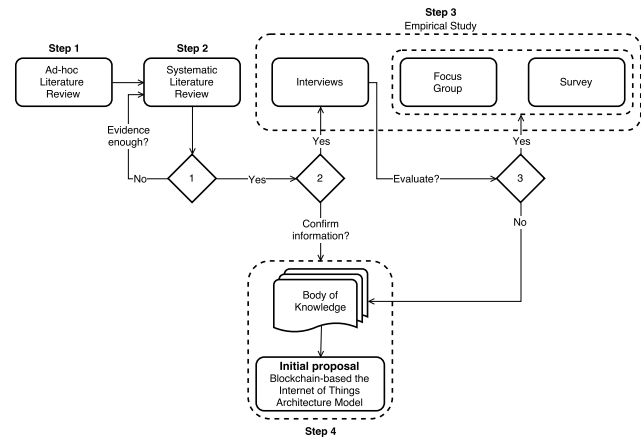 Step 3
Empirical Study
Step 1
Step 2
Ad-hoc
Literature
Review
Systematic
Literature
Review
Interviews
Focus
Group
Survey
Evidence
enough?
Yes
Yes
1
No
Yes
2
Evaluate?
3
Confirm
information?
No
Body of
Knowledge
Initial proposal
Blockchain-based the
Internet of Things
Architecture Model
Step 4